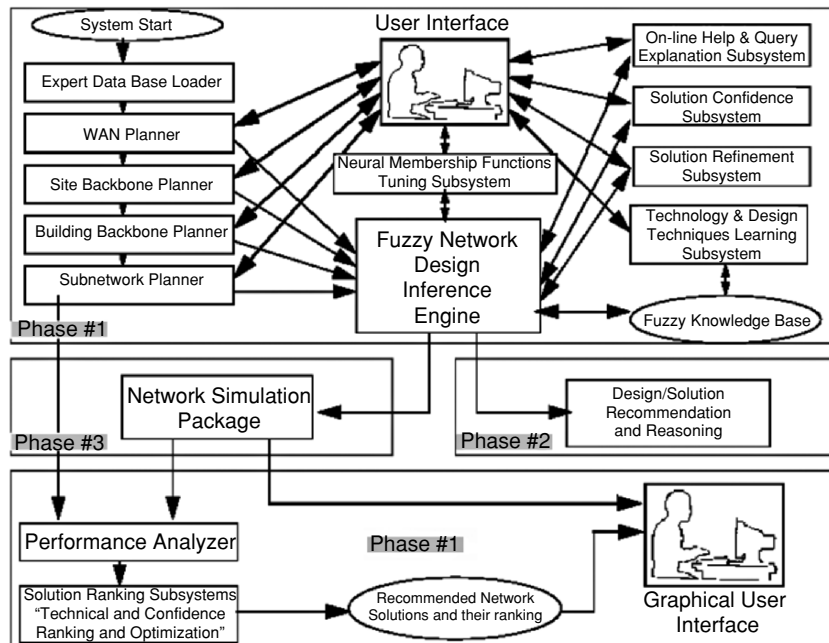 System Start
Expert Data Base Loader
WAN Planner
Site Backbone Planner
Building Backbone Planner
Subnetwork Planner
Phase #1
User Interface
Neural Membership Functions
Tuning Subsystem
Fuzzy Network
Design
Inference
Engine
On-line Help & Query
Explanation Subsystem
Solution Confidence
Subsystem
Solution Refinement
Subsystem
Technology & Design
Techniques Learning
Subsystem
Fuzzy Knowledge Base
Network Simulation
Package
Phase #3
Design/Solution
Recommendation
and Reasoning
Phase #2
Performance Analyzer
Phase #1
Solution Ranking Subsystems
“Technical and Confidence
Ranking and Optimization”
Recommended Network
Solutions and their ranking
Graphical User
Interface